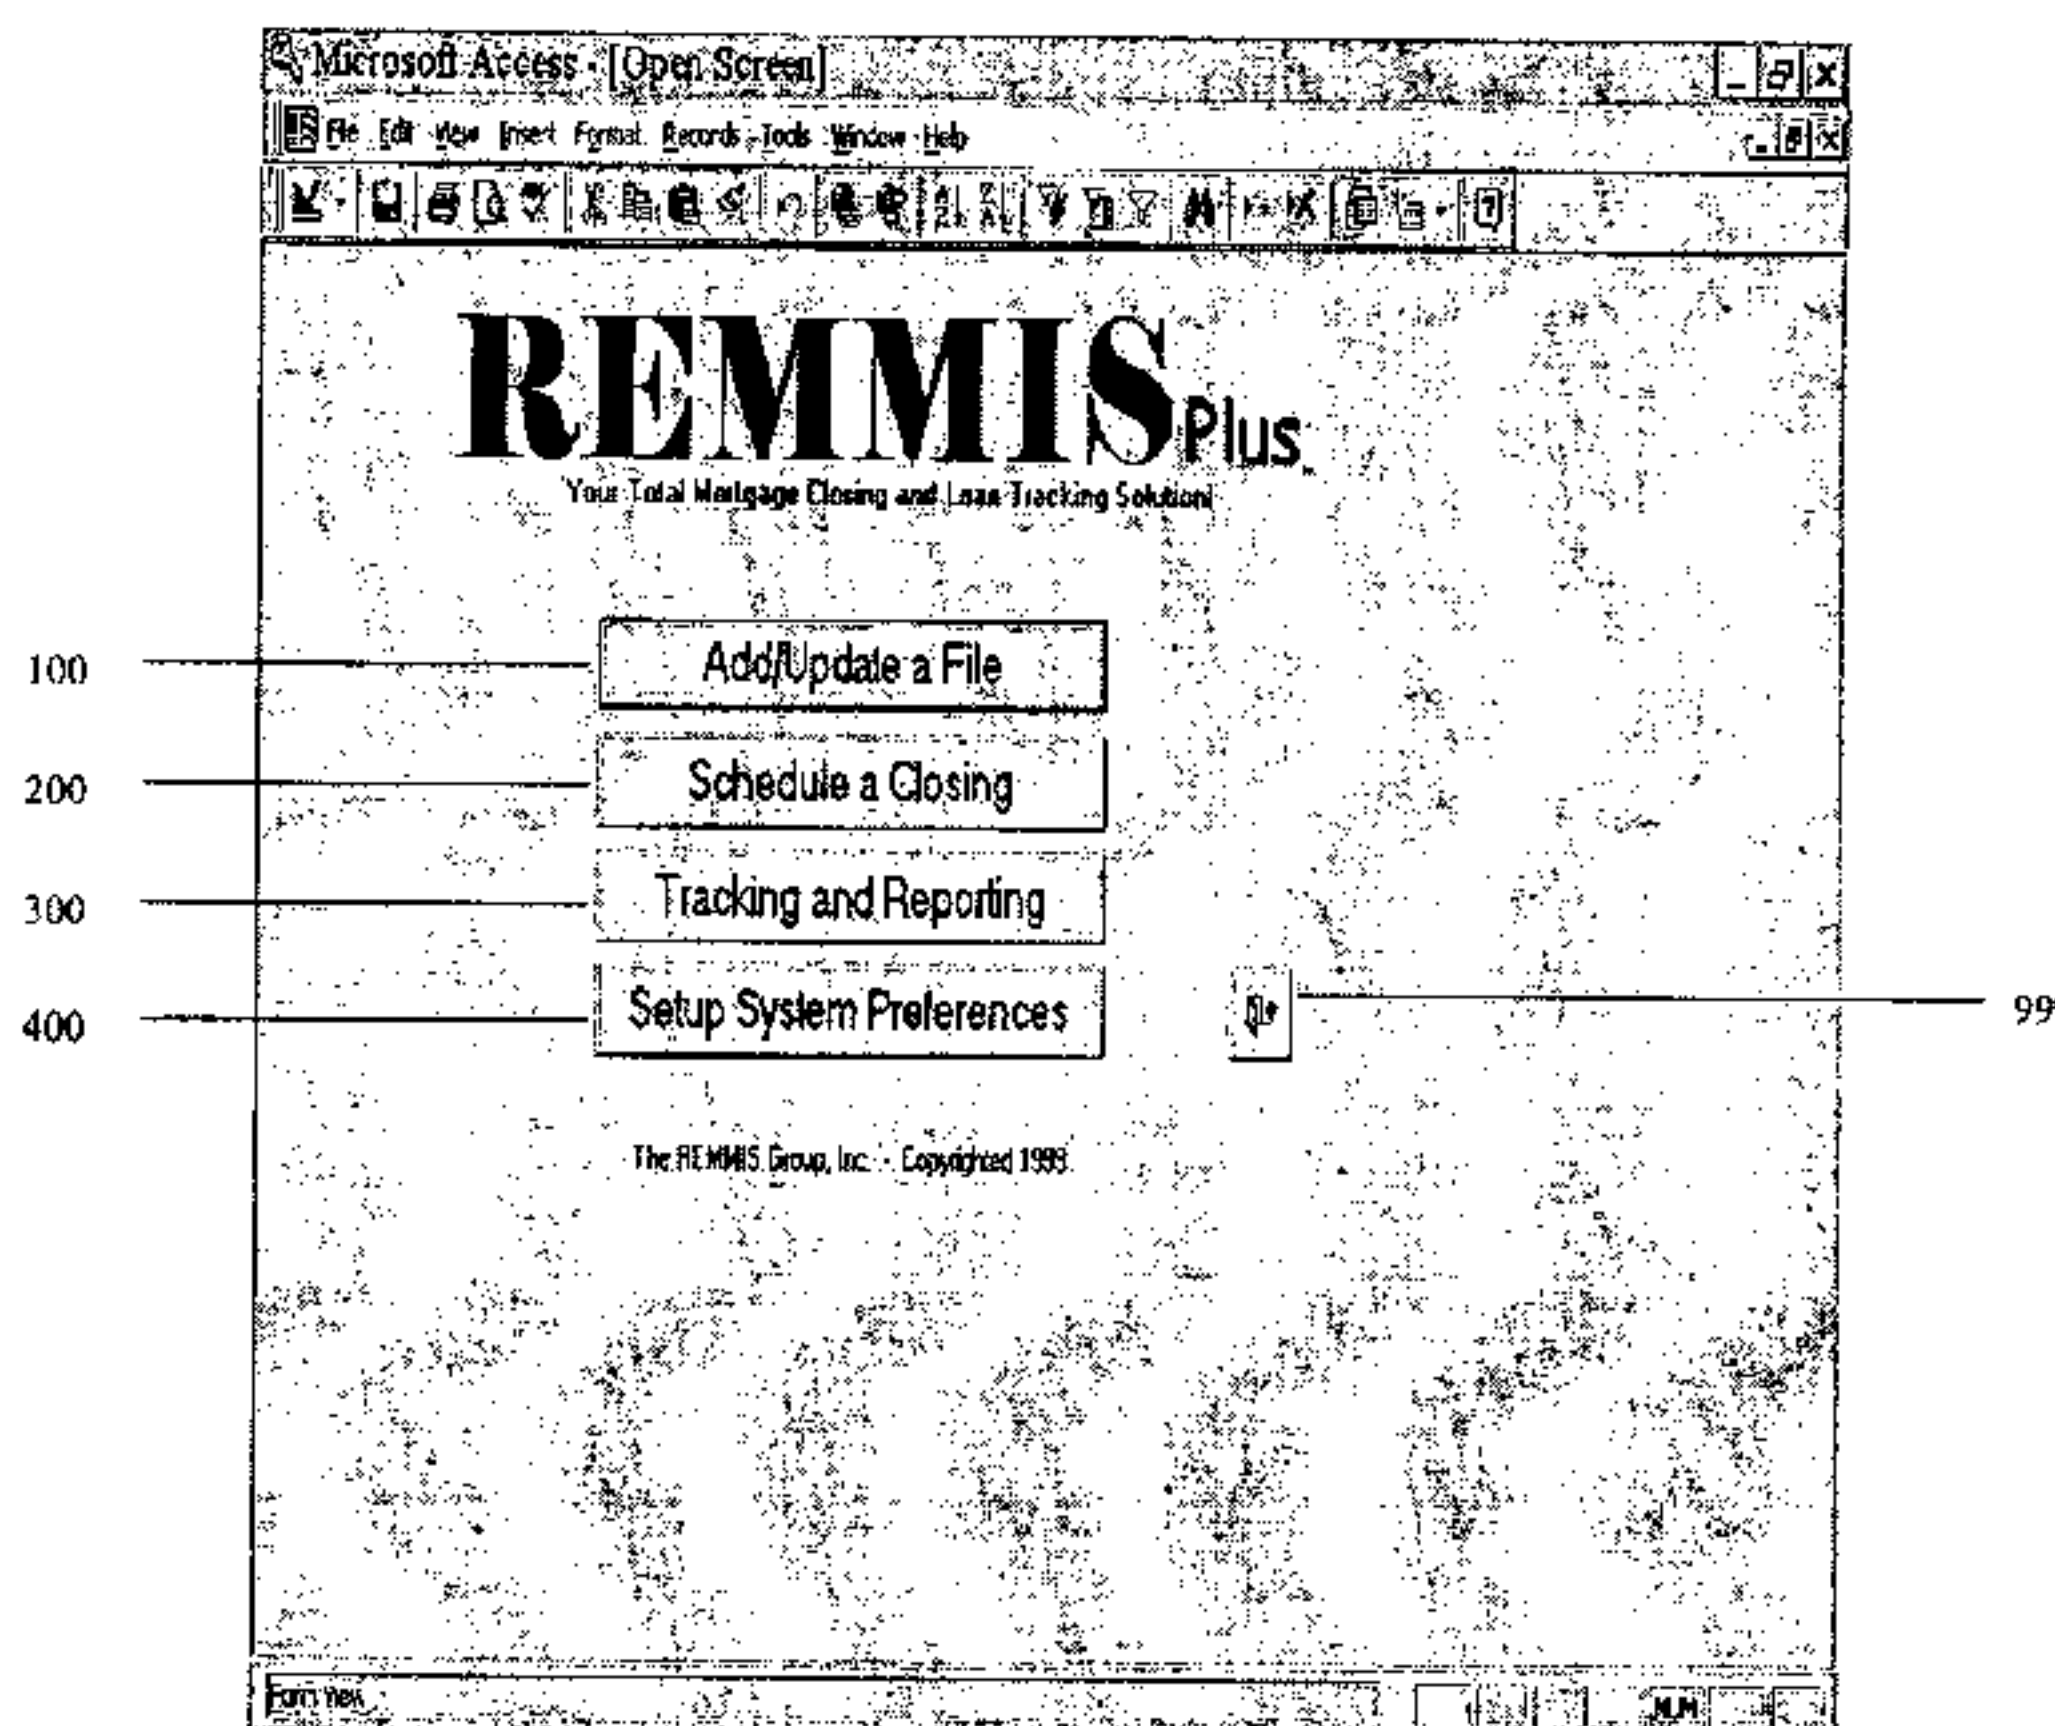 Microsoft Access - [Open Screen]
File Edit View Insert Format Records Tools Window Help
REMMIS Plus
Your Total Mortgage Closing and Loan Tracking Solution!
100 Add/Update a File
200 Schedule a Closing
300 Tracking and Reporting
400 Setup System Preferences 99
The REMMIS Group, Inc. - Copyrighted 1999
Form View NUM